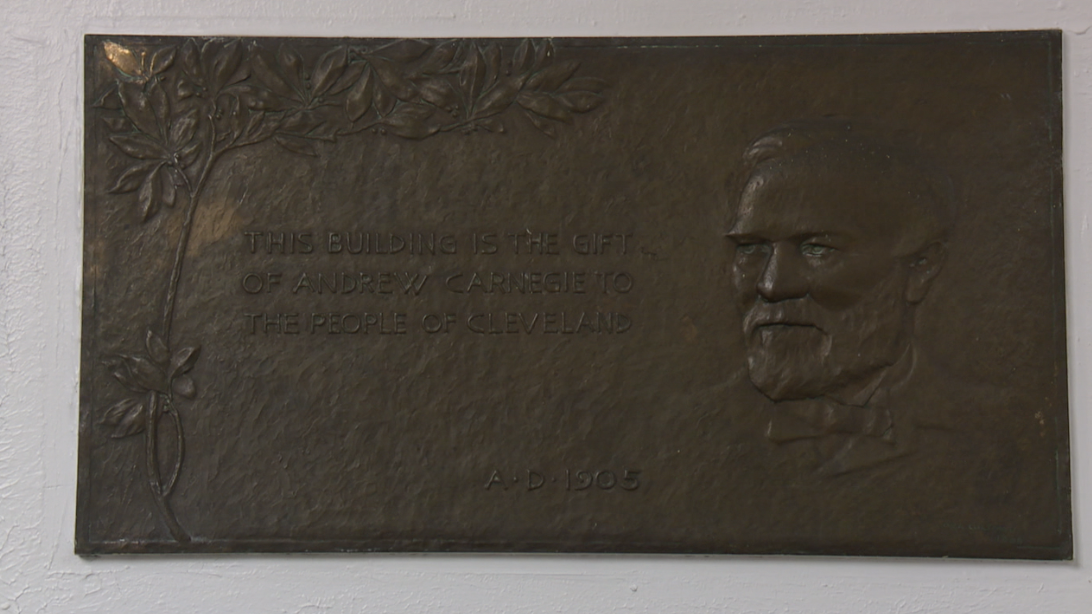 THIS BUILDING IS THE GIFT
OF ANDREW CARNEGIE TO
THE PEOPLE OF CLEVELAND
A·D·1905